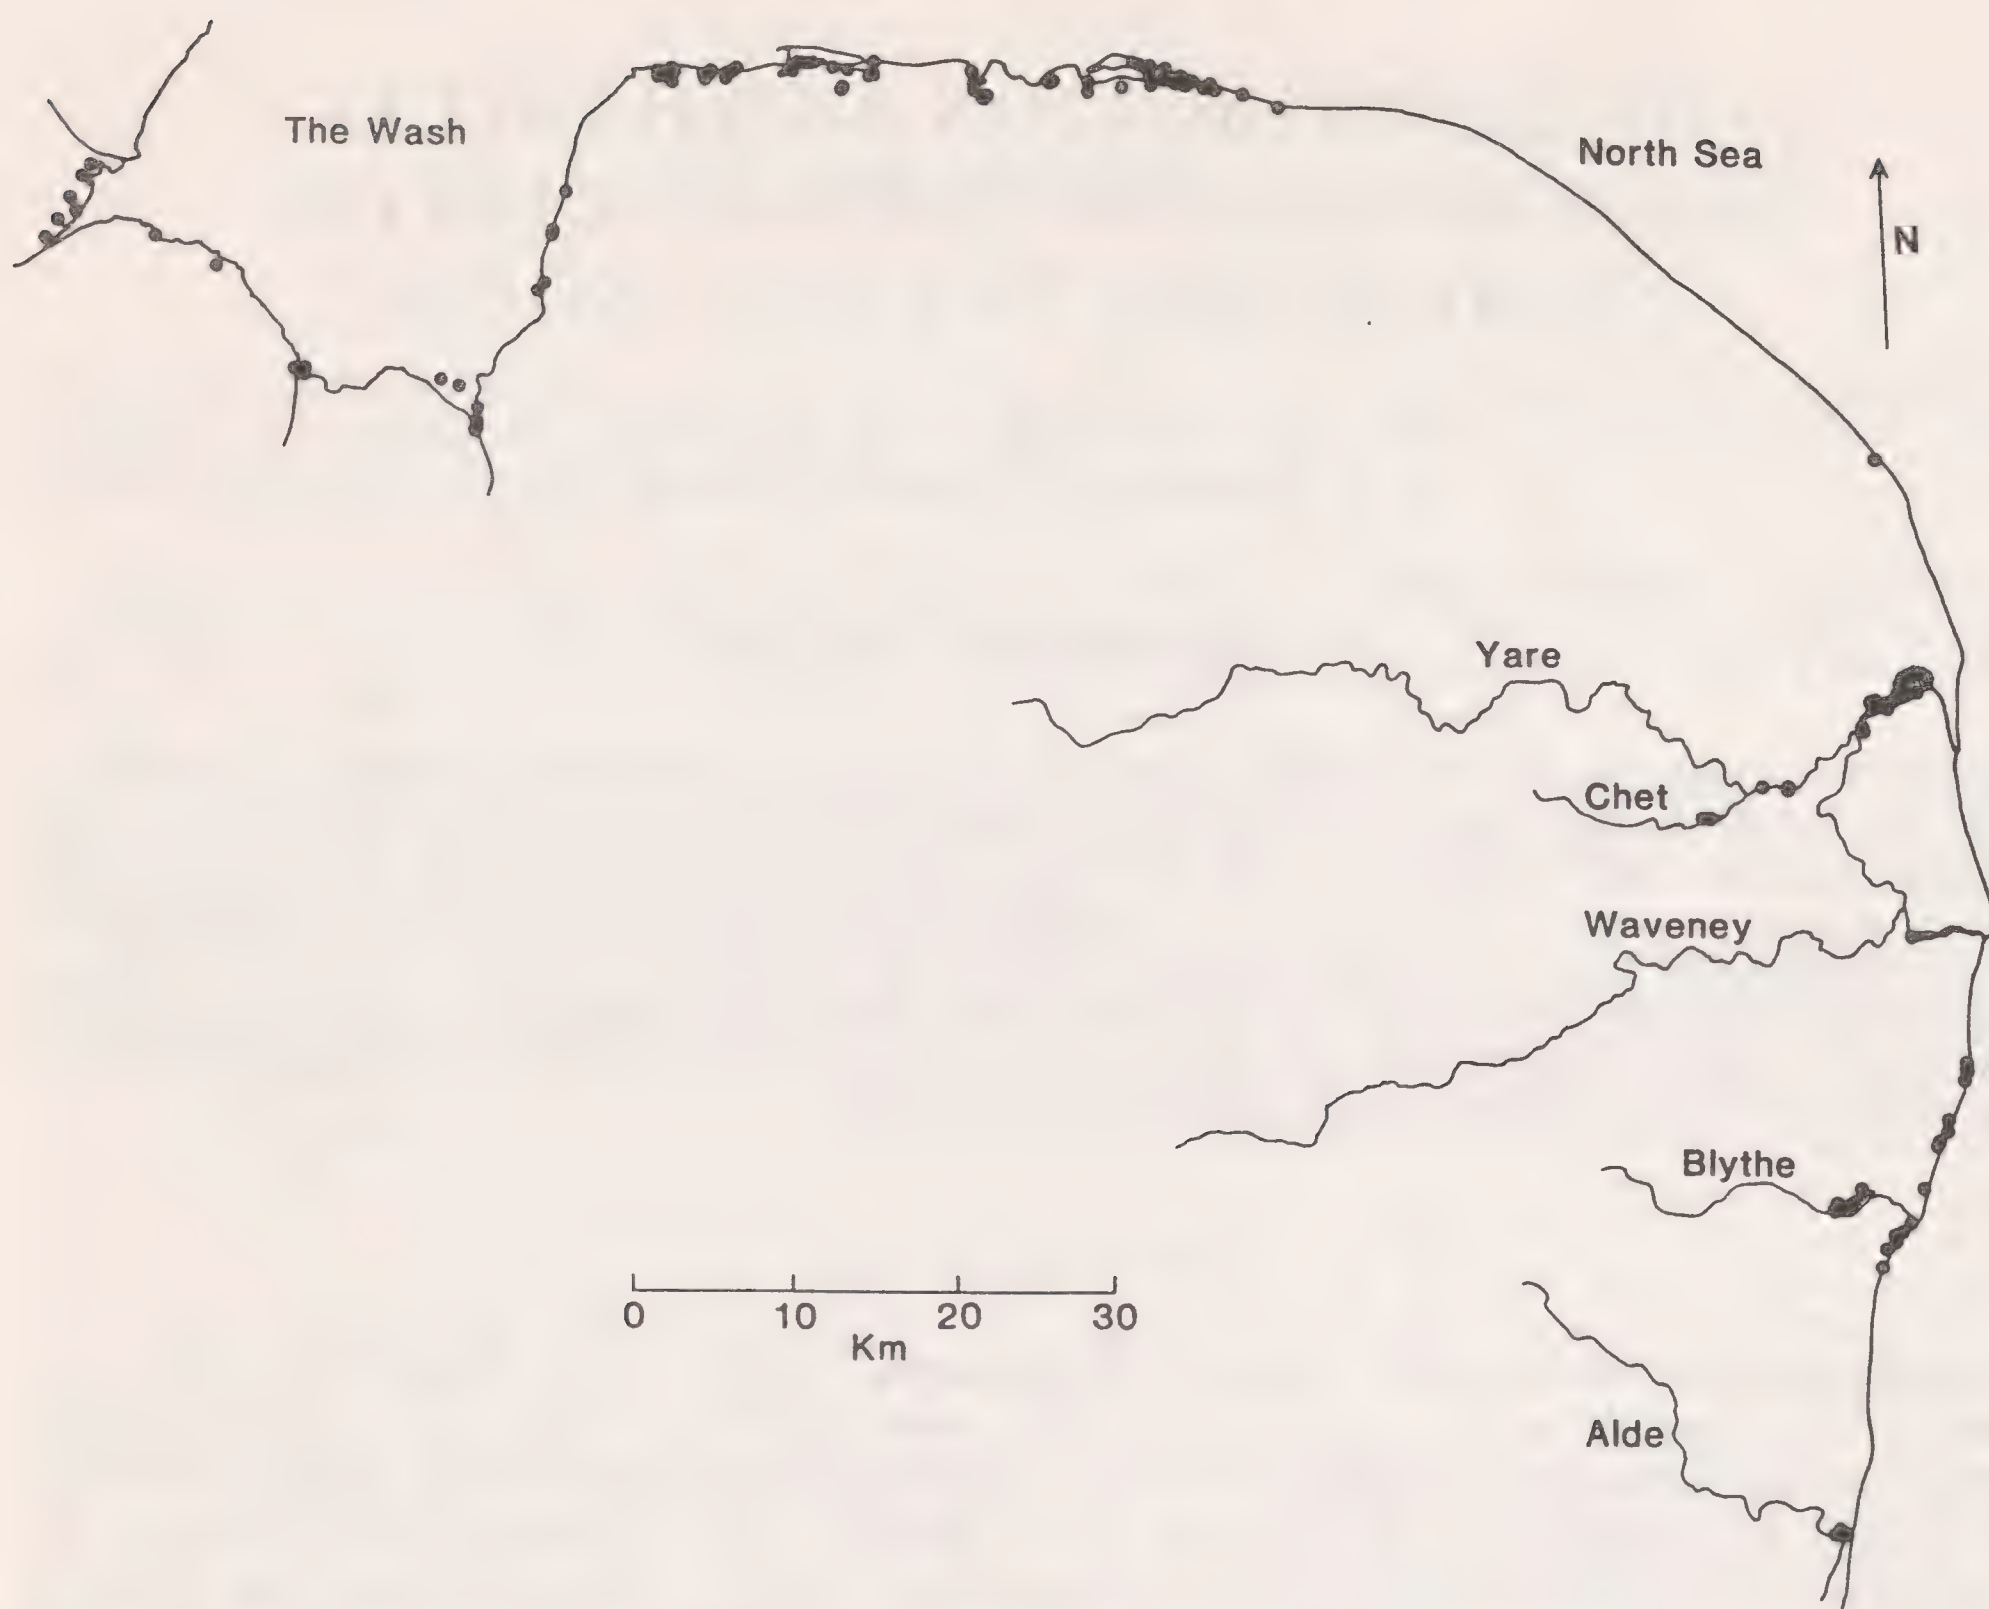 The Wash
North Sea
N
Yare
Chet
Waveney
Blythe
0 10 20 30
Km
Alde